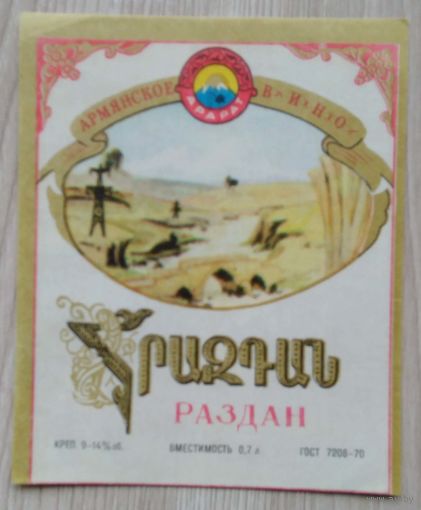 АРМЯНСКОЕ ВИНО
АРАРАТ
ՀՐԱԶԴԱՆ
РАЗДАН
КРЕП. 9-14% об. ВМЕСТИМОСТЬ 0,7 л. ГОСТ 7208-70